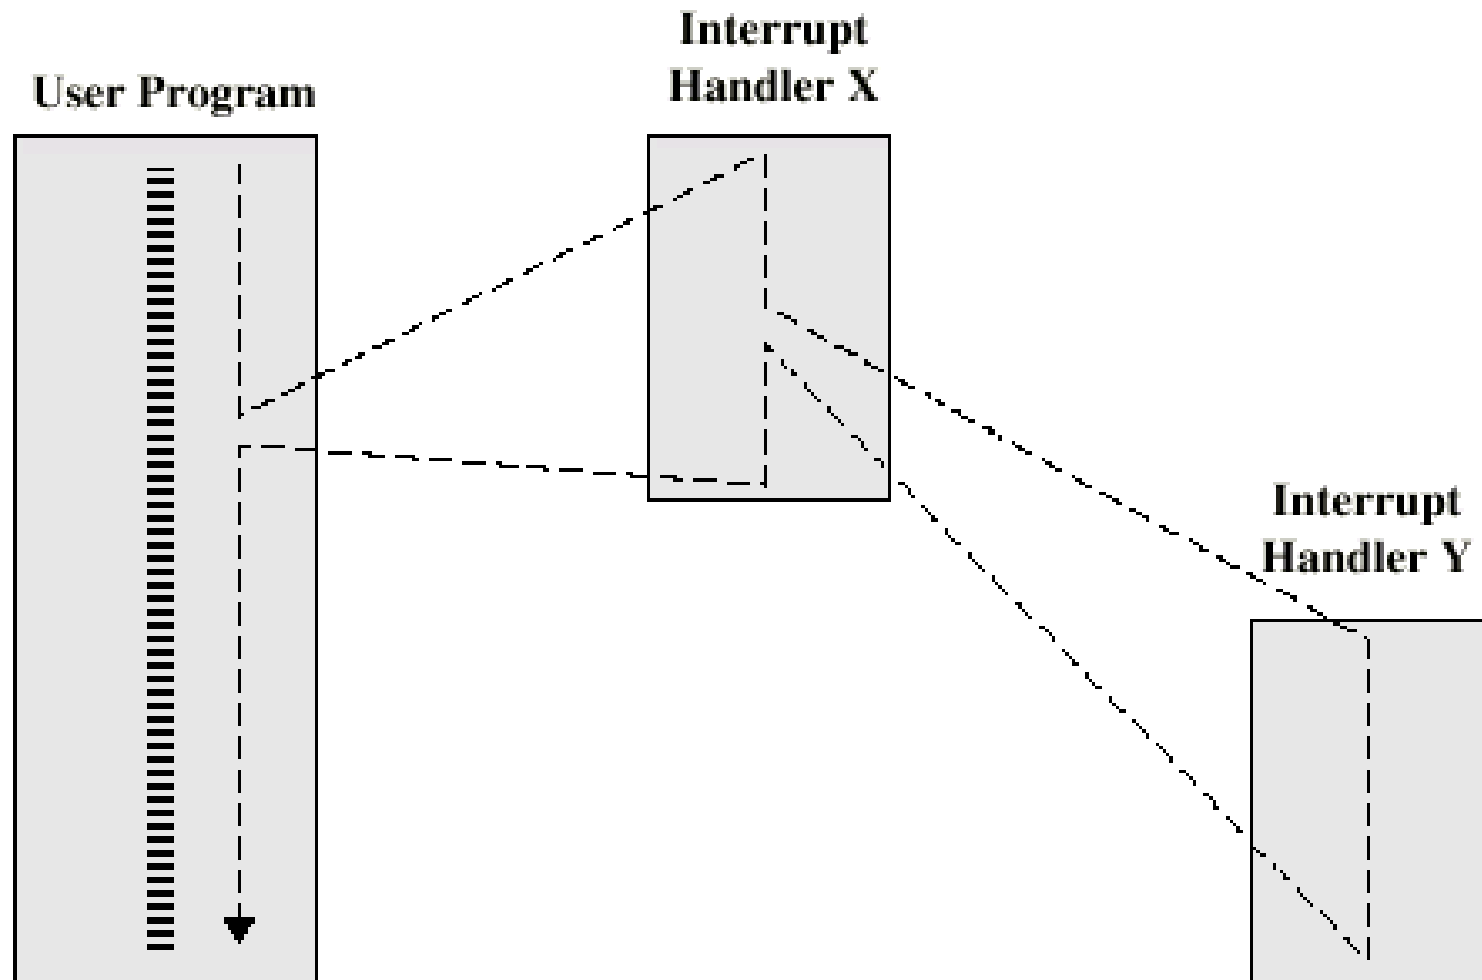 User Program
Interrupt
Handler X
Interrupt
Handler Y